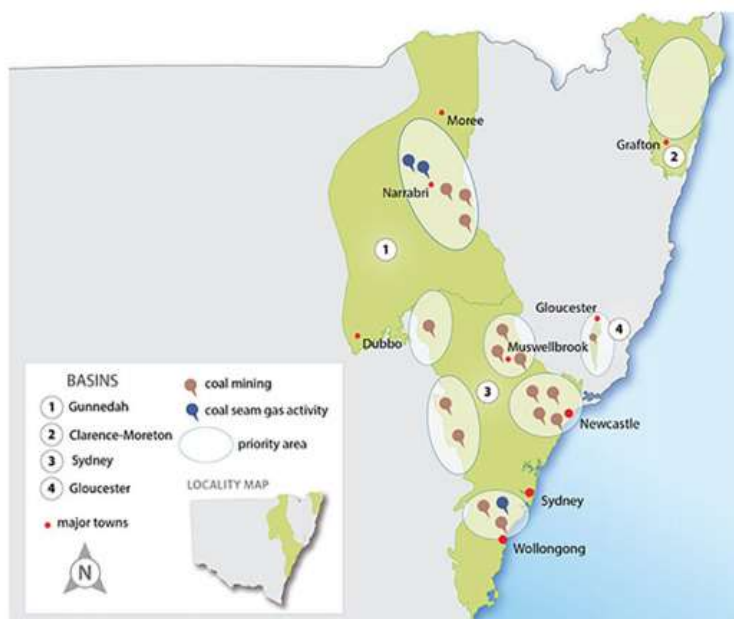 Moree
Grafton
2
Narrabri
1
Gloucester
4
Dubbo
Muswellbrook
3
Newcastle
Sydney
Wollongong
BASINS
1 Gunnedah
2 Clarence-Moreton
3 Sydney
4 Gloucester
major towns
N
coal mining
coal seam gas activity
priority area
LOCALITY MAP